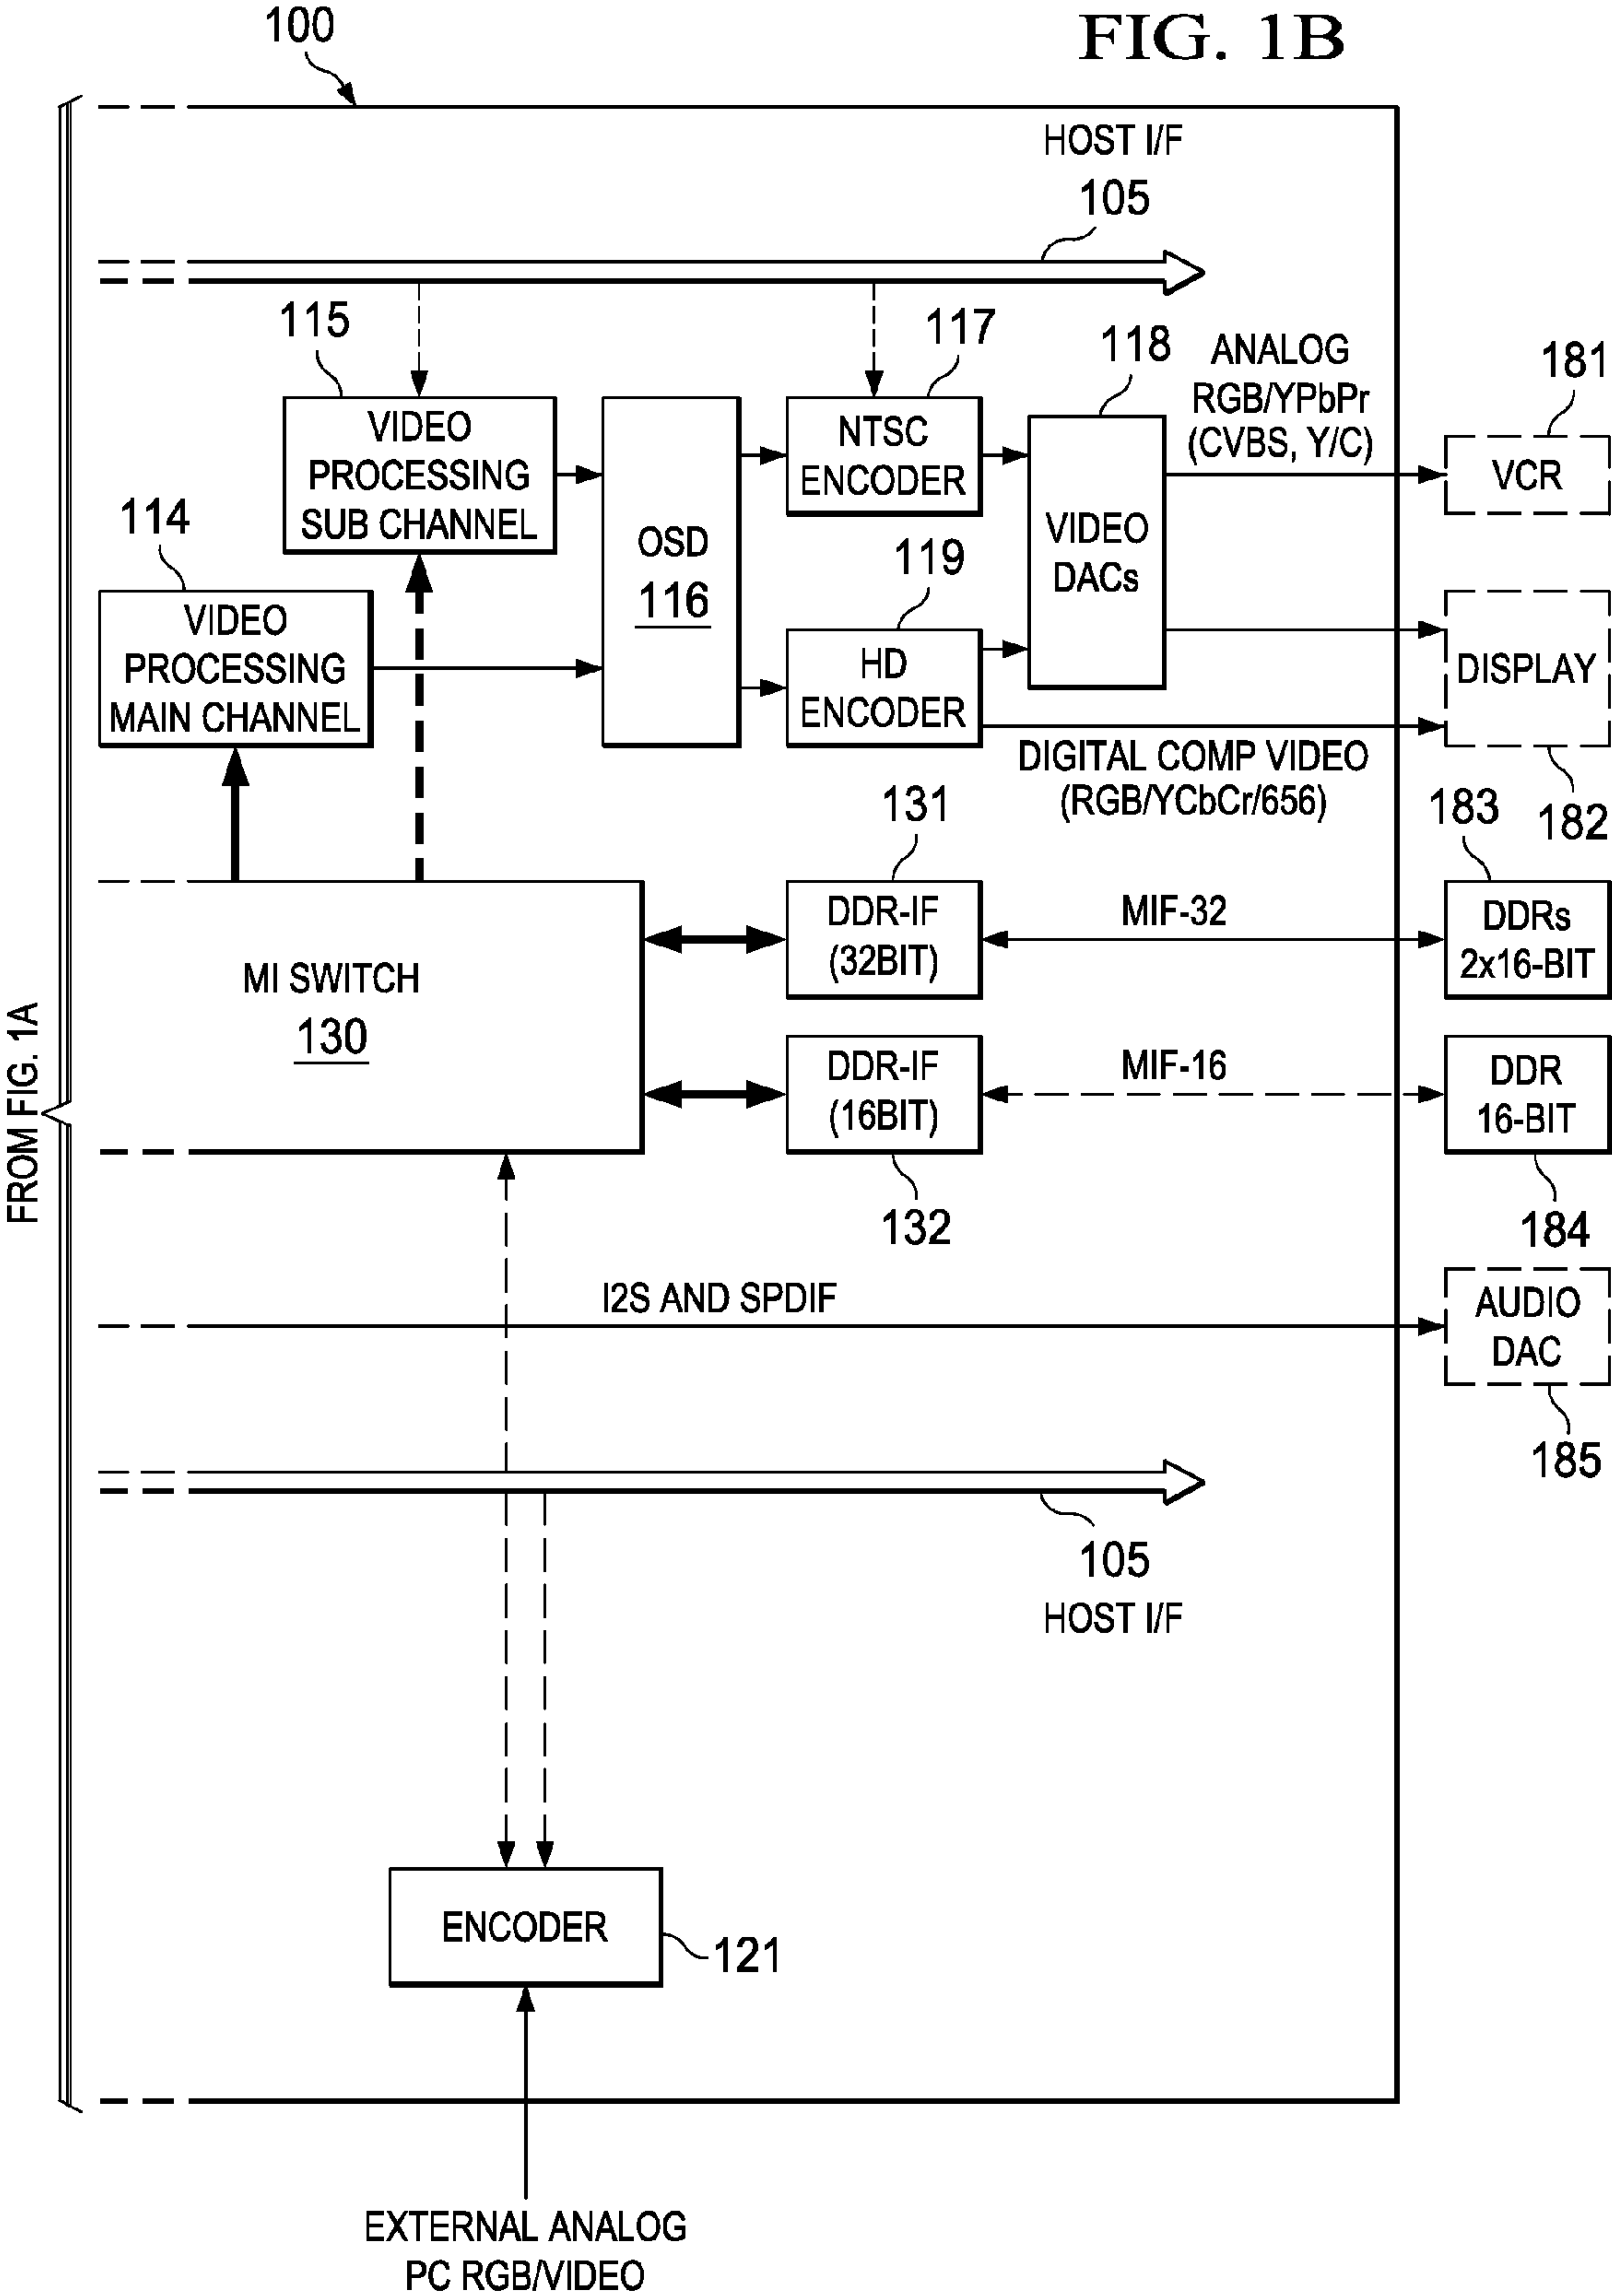 FIG. 1B
100
HOST I/F
105
115
117
118
ANALOG
RGB/YPbPr
(CVBS, Y/C)
181
VIDEO
PROCESSING
SUB CHANNEL
NTSC
ENCODER
VCR
114
OSD
116
VIDEO
DACs
119
VIDEO
PROCESSING
MAIN CHANNEL
HD
ENCODER
DISPLAY
DIGITAL COMP VIDEO
(RGB/YCbCr/656)
182
131
183
MI SWITCH
130
DDR-IF
(32BIT)
MIF-32
DDRs
2x16-BIT
DDR-IF
(16BIT)
MIF-16
DDR
16-BIT
132
184
FROM FIG. 1A
I2S AND SPDIF
AUDIO
DAC
185
105
HOST I/F
ENCODER
121
EXTERNAL ANALOG
PC RGB/VIDEO